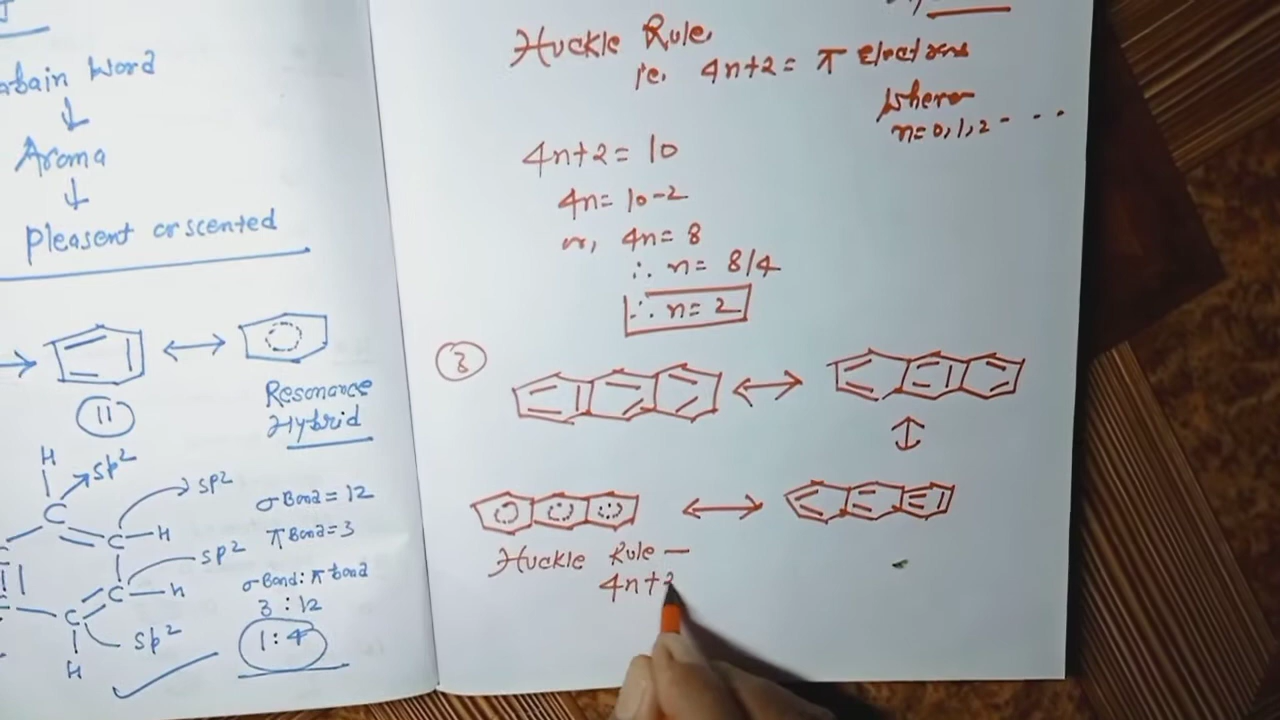 Word
↓
Aroma
↓
Pleasent or scented
Resonance
Hybrid
11
H
sp2
sp2
C
C-H
sp2
C-H
C
sp2
H
σ Bond = 12
π Bond = 3
σ Bond : π bond
3 : 12
1 : 4
Huckle Rule
i.e. 4n+2 = π Electrons
Where
n=0,1,2- - - -
4n+2 = 10
4n= 10-2
or, 4n= 8
∴ n= 8/4
∴ n= 2
3
Huckle Rule —
4n+2